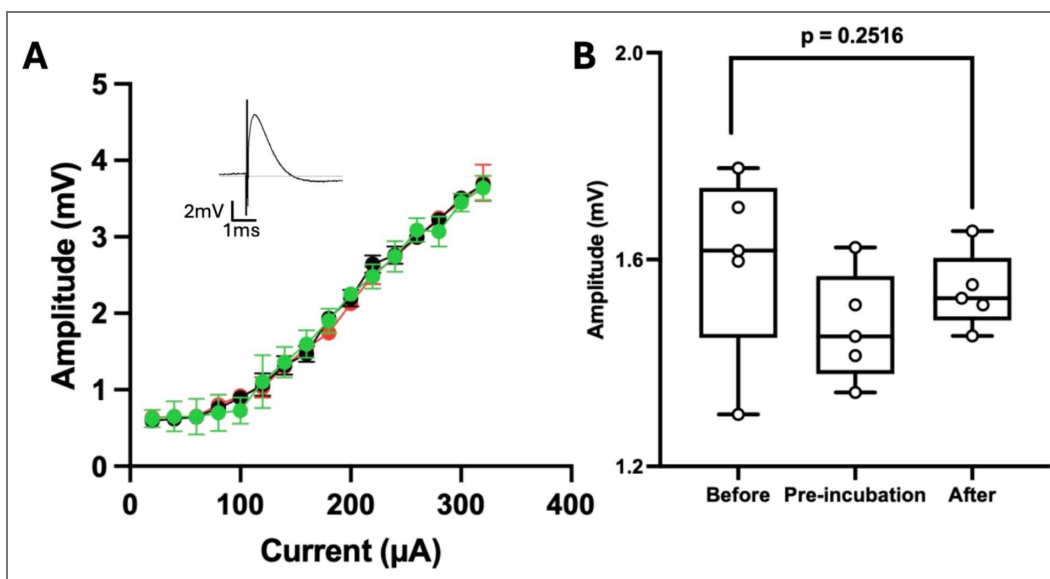 A
5
4
3
2
1
0
Amplitude (mV)
2mV
1ms
0 100 200 300 400
Current (µA)
B
p = 0.2516
2.0
1.6
1.2
Amplitude (mV)
Before Pre-incubation After